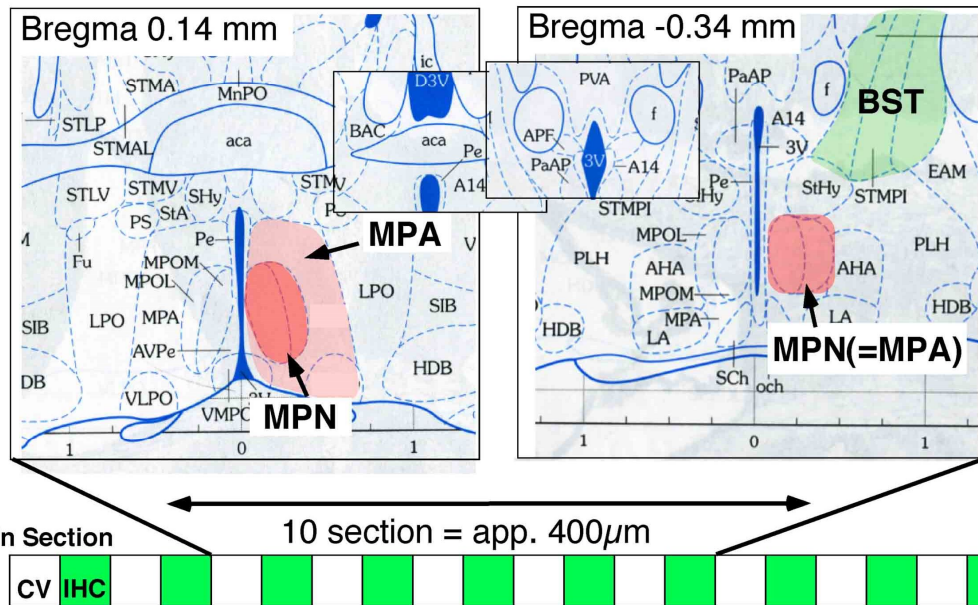 Bregma 0.14 mm
STMA
MnPO
STLP
aca
STMAL
STLV
STMV
SHy
STMV
PS
StA
Fu
Pe
MPOM
MPOL
LPO
MPA
SIB
AVPe
DB
VLPO
VMPO
3V
MPA
MPN
LPO
SIB
HDB
1
0
1
ic
D3V
BAC
aca
Pe
A14
PVA
f
APF
PaAP
3V
A14
Bregma -0.34 mm
PaAP
f
BST
A14
3V
Pe
EAM
StHy
STMPI
STMPI
MPOL
PLH
AHA
MPOM
MPA
HDB
LA
AHA
PLH
LA
HDB
MPN(=MPA)
SCh
och
1
0
1
10 section = app. 400µm
n Section
CV
IHC